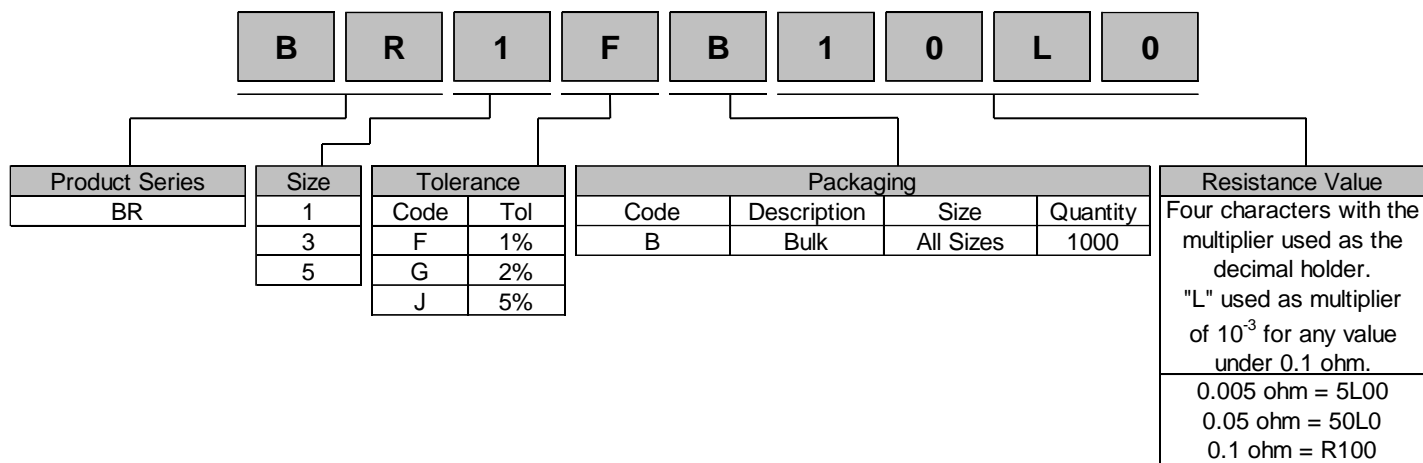 B R 1 F B 1 0 L 0
Product Series
BR
Size
1
3
5
Tolerance
Code Tol
F 1%
G 2%
J 5%
Packaging
Code Description Size Quantity
B Bulk All Sizes 1000
Resistance Value
Four characters with the
multiplier used as the
decimal holder.
"L" used as multiplier
of 10⁻³ for any value
under 0.1 ohm.
0.005 ohm = 5L00
0.05 ohm = 50L0
0.1 ohm = R100